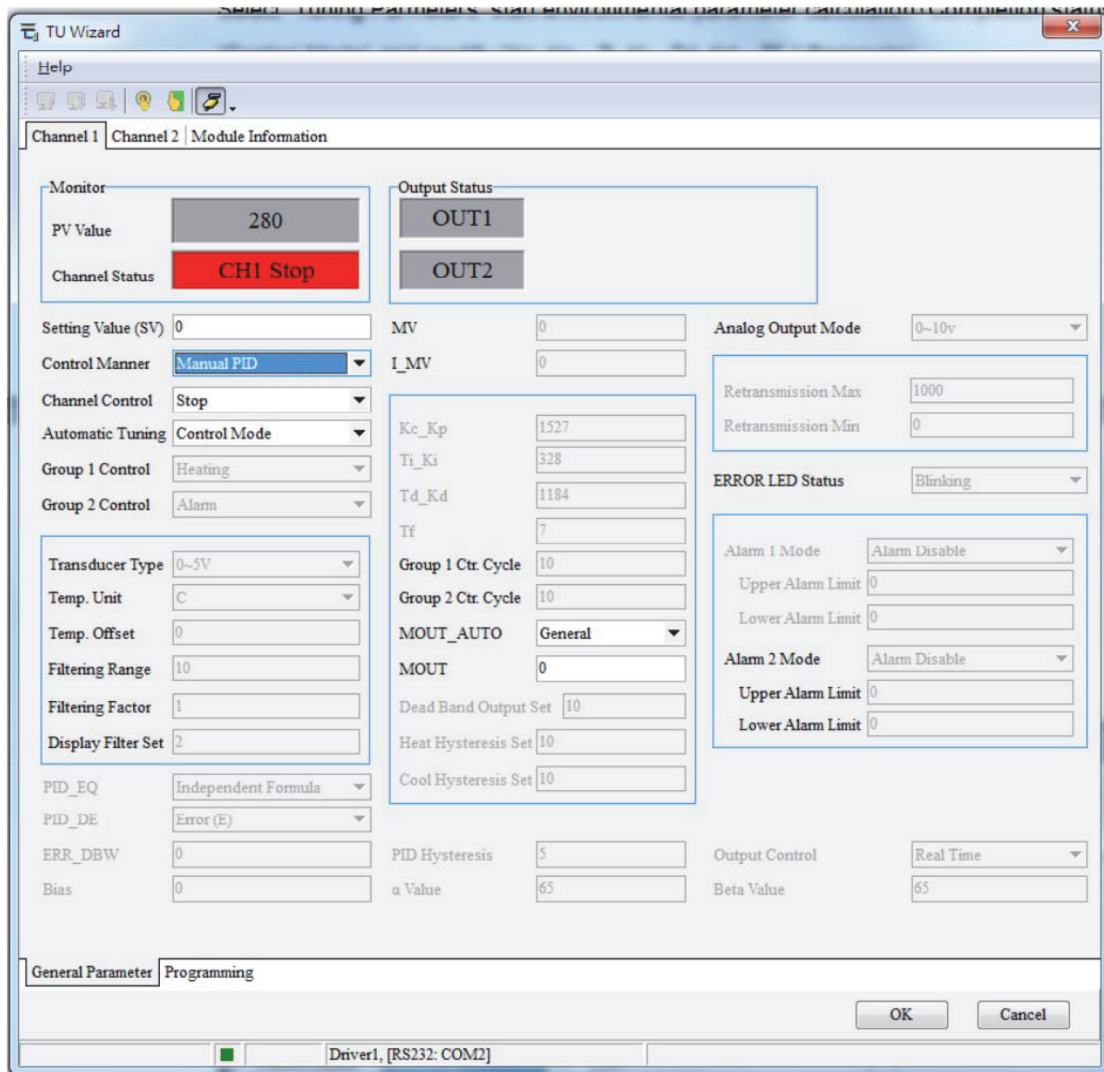 Select "Tuning Parmeters" start environmental parameter calculation. Completion status
TU Wizard
Help
Channel 1 Channel 2 Module Information
Monitor
PV Value 280
Channel Status CH1 Stop
Output Status
OUT1
OUT2
Setting Value (SV) 0
Control Manner Manual PID
Channel Control Stop
Automatic Tuning Control Mode
Group 1 Control Heating
Group 2 Control Alarm
Transducer Type 0~5V
Temp. Unit C
Temp. Offset 0
Filtering Range 10
Filtering Factor 1
Display Filter Set 2
PID_EQ Independent Formula
PID_DE Error (E)
ERR_DBW 0
Bias 0
MV 0
I_MV 0
Kc_Kp 1527
Ti_Ki 328
Td_Kd 1184
Tf 7
Group 1 Ctr. Cycle 10
Group 2 Ctr. Cycle 10
MOUT_AUTO General
MOUT 0
Dead Band Output Set 10
Heat Hysteresis Set 10
Cool Hysteresis Set 10
PID Hysteresis 5
α Value 65
Analog Output Mode 0~10v
Retransmission Max 1000
Retransmission Min 0
ERROR LED Status Blinking
Alarm 1 Mode Alarm Disable
Upper Alarm Limit 0
Lower Alarm Limit 0
Alarm 2 Mode Alarm Disable
Upper Alarm Limit 0
Lower Alarm Limit 0
Output Control Real Time
Beta Value 65
General Parameter Programming
OK Cancel
Driver1, [RS232: COM2]